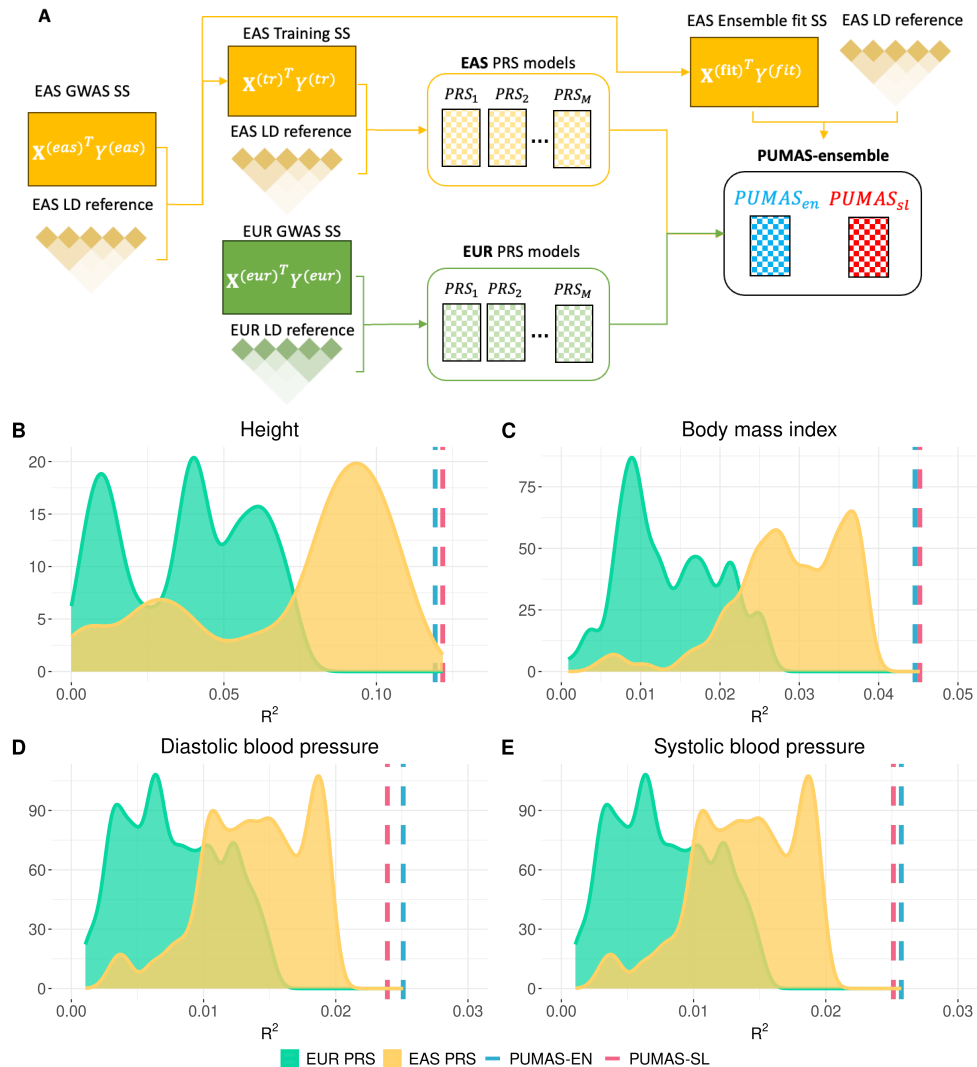 A
EAS GWAS SS
X^(eas)^T Y^(eas)
EAS LD reference
EAS Training SS
X^(tr)^T Y^(tr)
EAS LD reference
EUR GWAS SS
X^(eur)^T Y^(eur)
EUR LD reference
EAS PRS models
PRS₁ PRS₂ PRS_M
...
EUR PRS models
PRS₁ PRS₂ PRS_M
...
EAS Ensemble fit SS
X^(fit)^T Y^(fit)
EAS LD reference
PUMAS-ensemble
PUMAS_en PUMAS_sl
B
Height
20
15
10
5
0
0.00 0.05 0.10
R²
C
Body mass index
75
50
25
0
0.00 0.01 0.02 0.03 0.04 0.05
R²
D
Diastolic blood pressure
90
60
30
0
0.00 0.01 0.02 0.03
R²
E
Systolic blood pressure
90
60
30
0
0.00 0.01 0.02 0.03
R²
EUR PRS EAS PRS PUMAS-EN PUMAS-SL